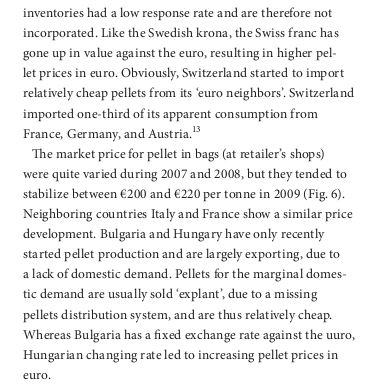 inventories had a low response rate and are therefore not
incorporated. Like the Swedish krona, the Swiss franc has
gone up in value against the euro, resulting in higher pel-
let prices in euro. Obviously, Switzerland started to import
relatively cheap pellets from its ‘euro neighbors’. Switzerland
imported one-third of its apparent consumption from
France, Germany, and Austria.13
The market price for pellet in bags (at retailer’s shops)
were quite varied during 2007 and 2008, but they tended to
stabilize between €200 and €220 per tonne in 2009 (Fig. 6).
Neighboring countries Italy and France show a similar price
development. Bulgaria and Hungary have only recently
started pellet production and are largely exporting, due to
a lack of domestic demand. Pellets for the marginal domes-
tic demand are usually sold ‘explant’, due to a missing
pellets distribution system, and are thus relatively cheap.
Whereas Bulgaria has a fixed exchange rate against the uuro,
Hungarian changing rate led to increasing pellet prices in
euro.